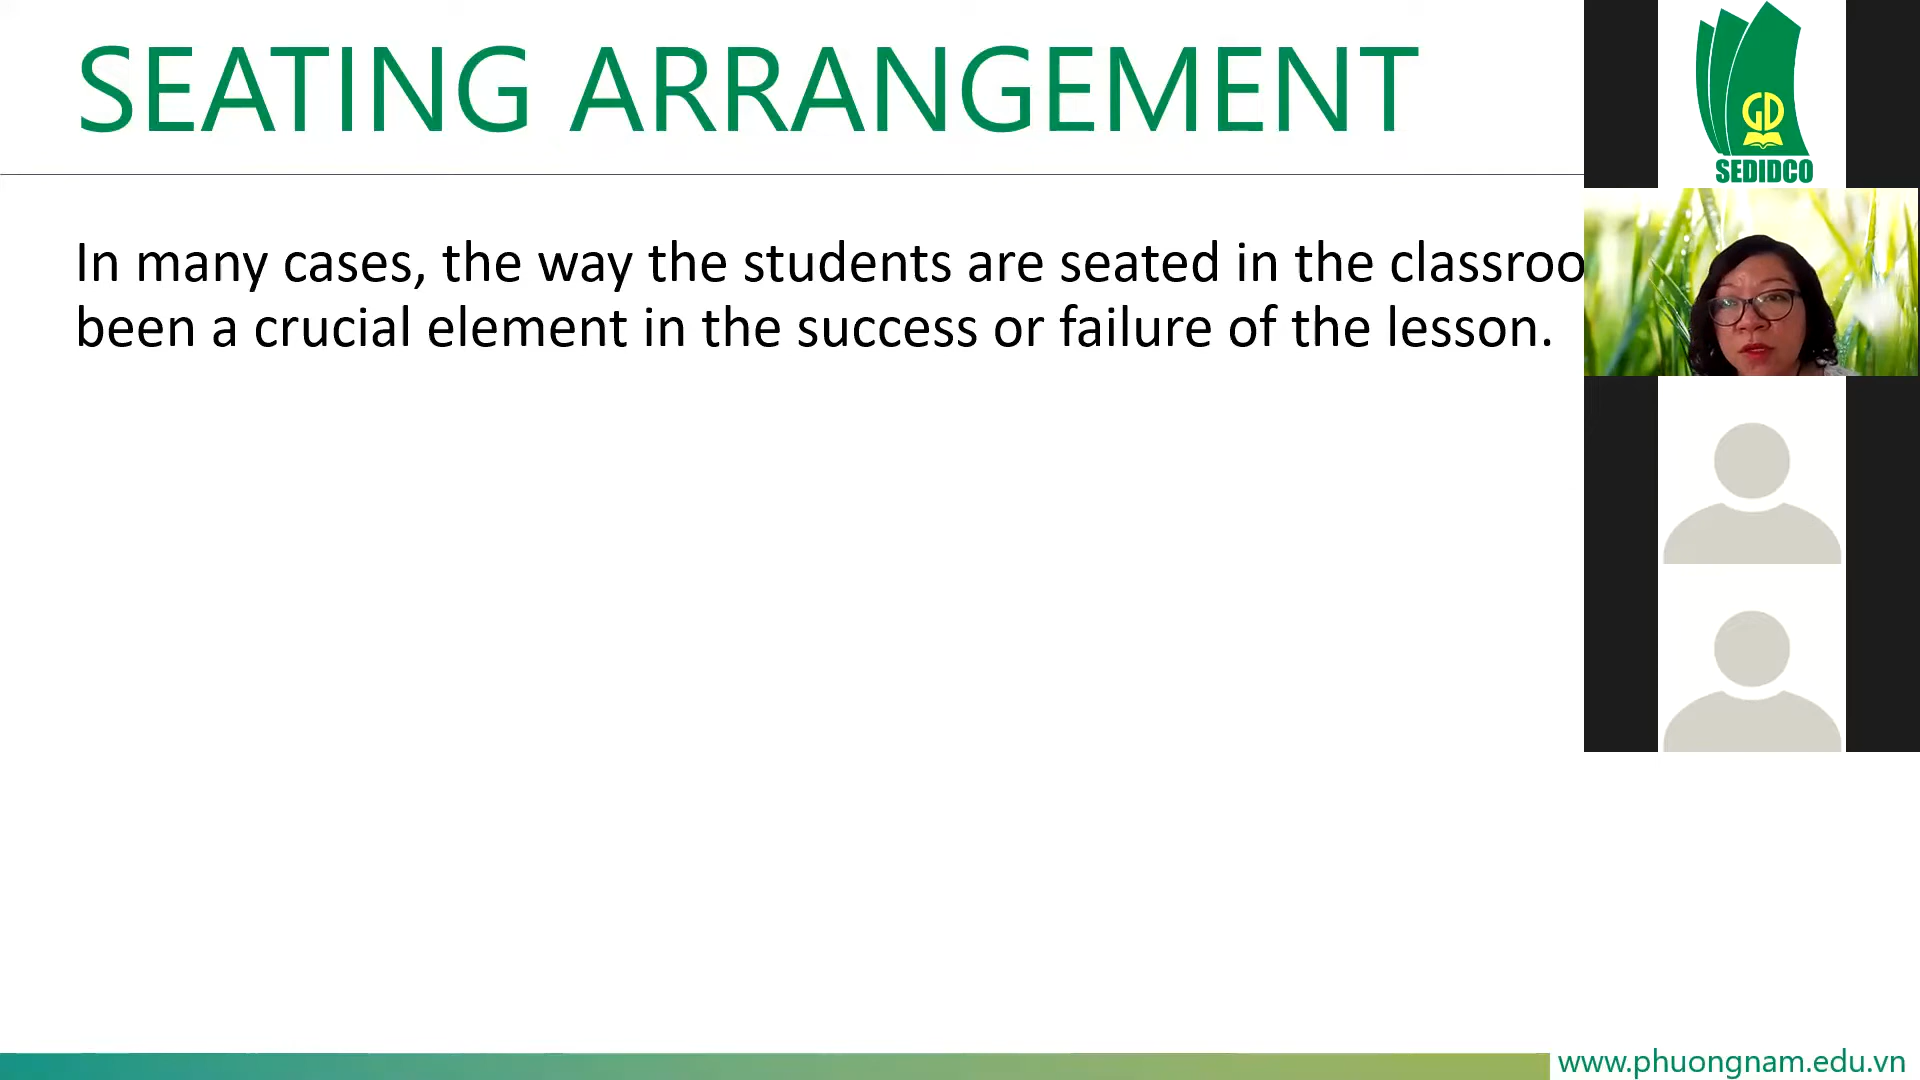 SEATING ARRANGEMENT
In many cases, the way the students are seated in the classroo
been a crucial element in the success or failure of the lesson.
GD
SEDIDCO
www.phuongnam.edu.vn